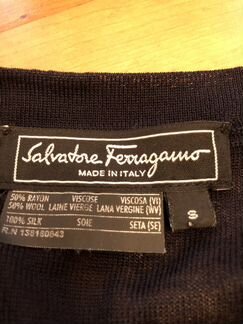 Salvatore Ferragamo
MADE IN ITALY
S
50% RAYON VISCOSE VISCOSA (VI)
50% WOOL LAINE VIERGE LANA VERGINE (WV)
100% SILK SOIE SETA (SE)
R.N 138160643